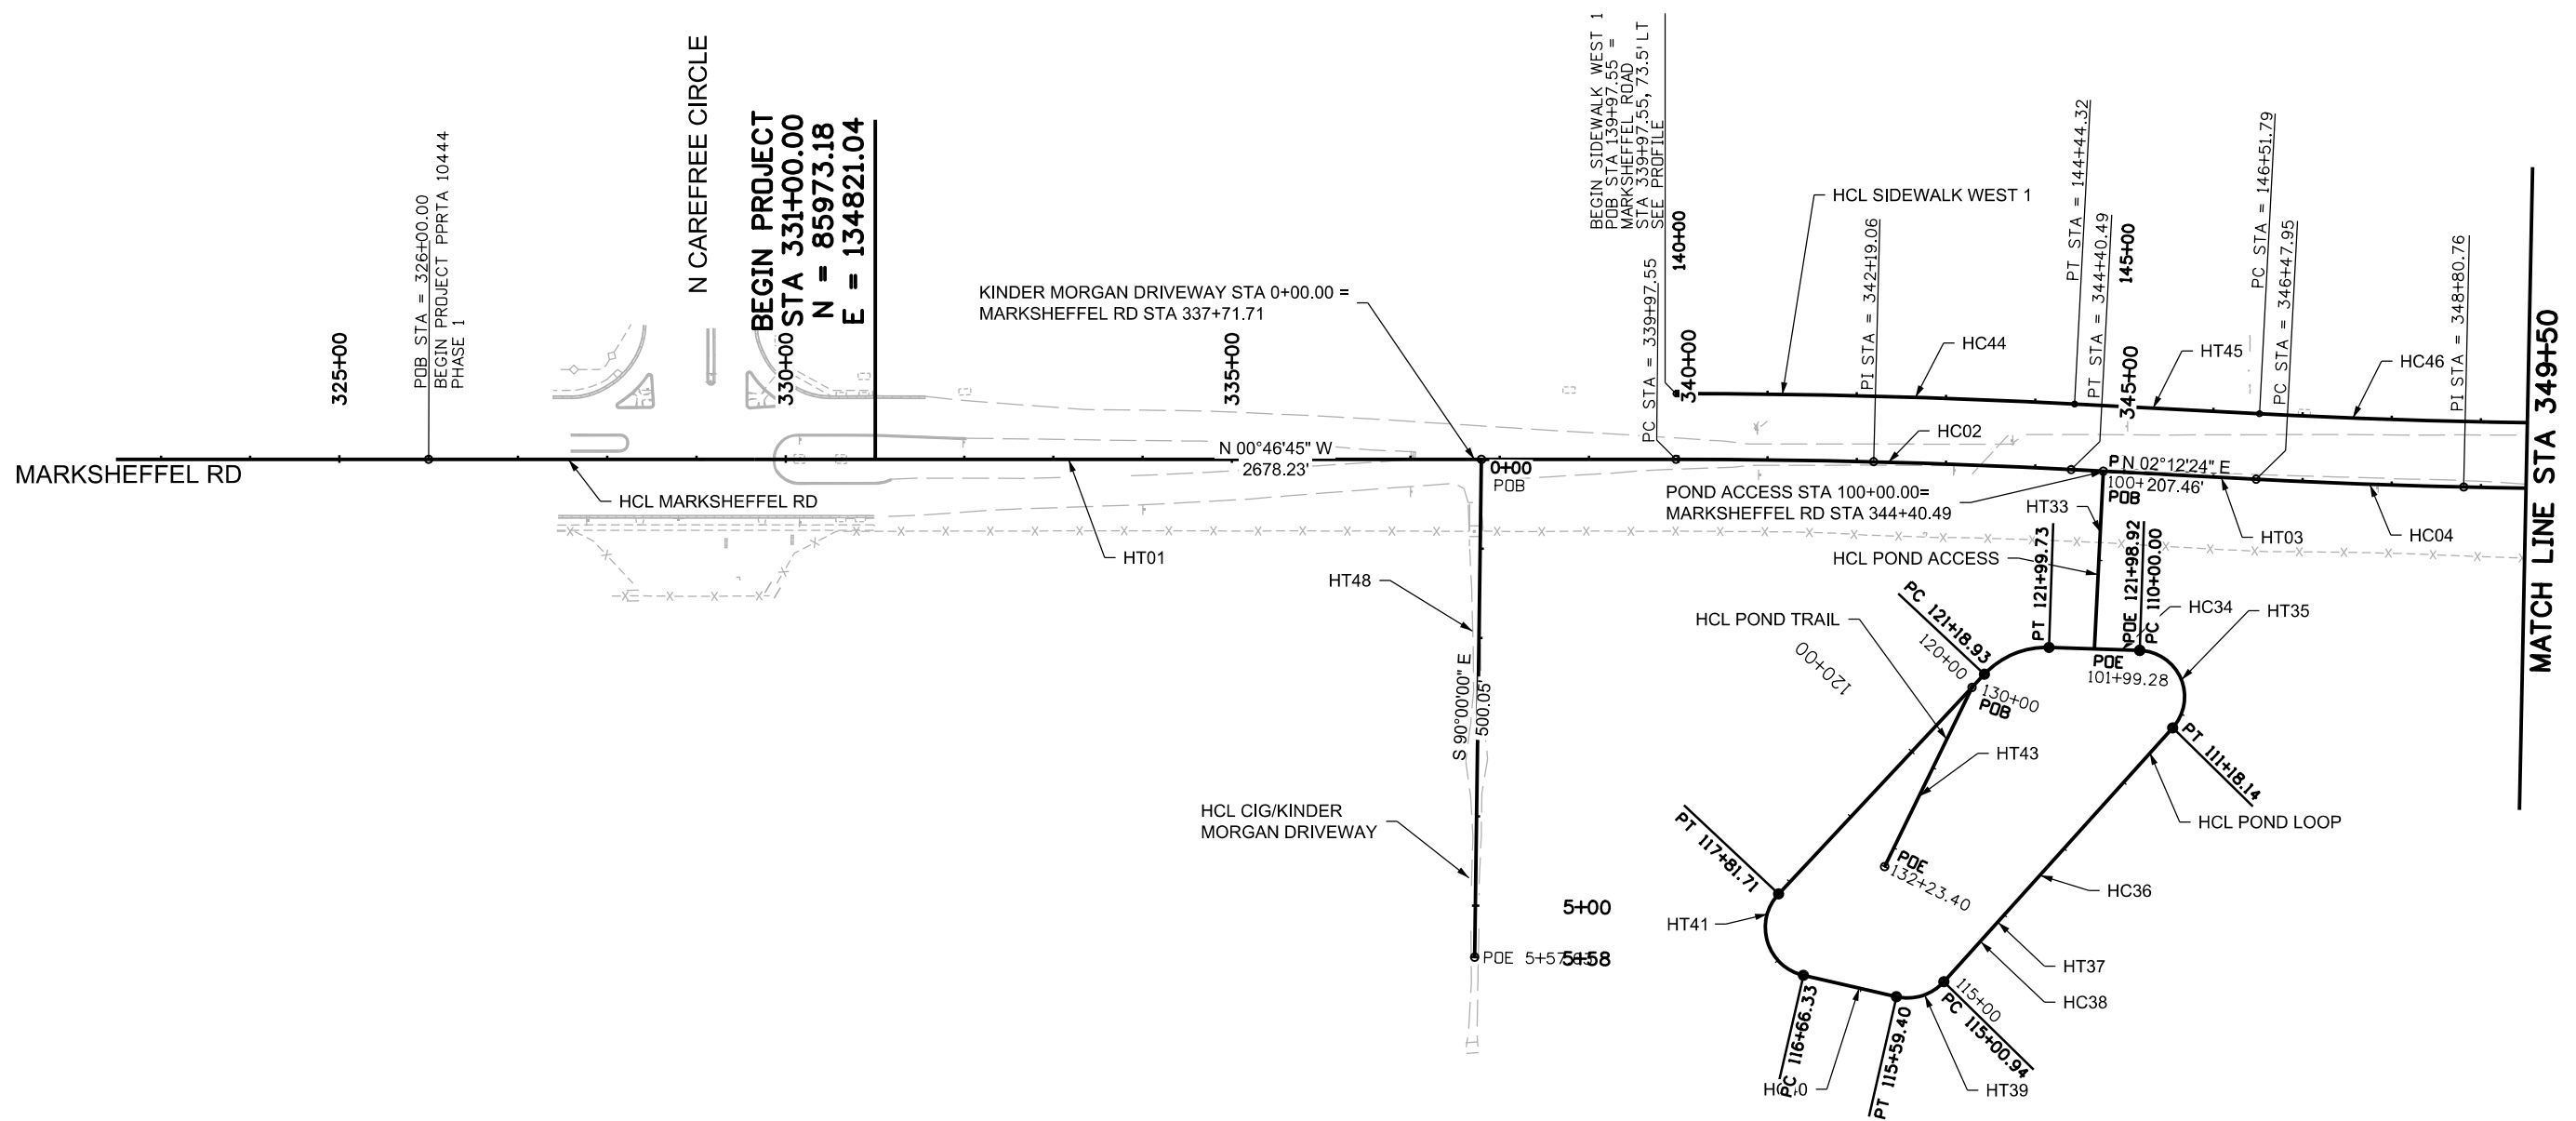 MARKSHEFFEL RD
325+00
POB STA = 326+00.00
BEGIN PROJECT PPRTA 10444
PHASE 1
N CAREFREE CIRCLE
BEGIN PROJECT
STA 331+00.00
N = 85973.18
E = 134821.04
330+00
HCL MARKSHEFFEL RD
335+00
KINDER MORGAN DRIVEWAY STA 0+00.00 =
MARKSHEFFEL RD STA 337+71.71
N 00°46'45" W
2678.23'
HT01
0+00
POB
HT48
S 90°00'00" E
500.05'
HCL CIG/KINDER
MORGAN DRIVEWAY
5+00
5+58
BEGIN SIDEWALK WEST 1
POB STA 139+97.55 =
MARKSHEFFEL ROAD
STA 339+97.55, 73.5' LT
SEE PROFILE
140+00
PC STA = 339+97.55
340+00
HCL SIDEWALK WEST 1
PI STA = 342+19.06
HC44
HC02
PT STA = 144+44.32
PT STA = 344+40.49
145+00
345+00
HT45
PC STA = 146+51.79
PC STA = 346+47.95
HC46
PI STA = 348+80.76
MATCH LINE STA 349+50
N 02°12'24" E
207.46'
POB
POND ACCESS STA 100+00.00=
MARKSHEFFEL RD STA 344+40.49
HT33
HT03
HC04
HCL POND ACCESS
PT 121+99.73
POE 121+98.92
PC 110+00.00
HC34
HT35
POE
101+99.28
PC 121+18.93
120+00
HCL POND TRAIL
120+00
130+00
POB
HT43
PT 111+18.14
HCL POND LOOP
PT 117+81.71
POE
132+23.40
HC36
HT41
HT37
HC38
115+00
PC 115+00.94
PC 116+66.33
PT 115+59.40
HT39